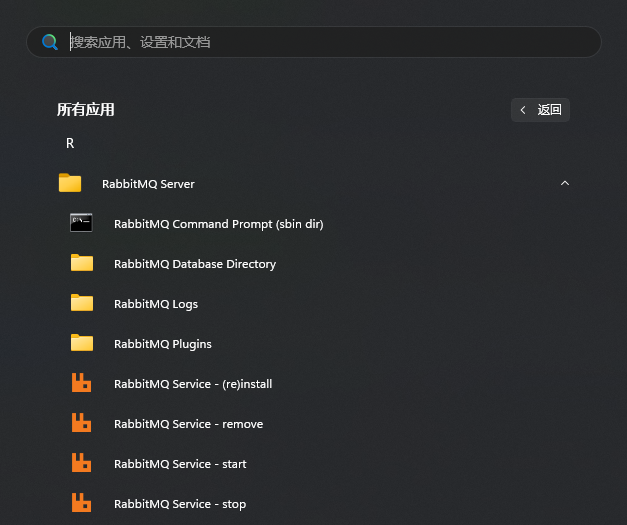 搜索应用、设置和文档
所有应用
返回
R
RabbitMQ Server
RabbitMQ Command Prompt (sbin dir)
RabbitMQ Database Directory
RabbitMQ Logs
RabbitMQ Plugins
RabbitMQ Service - (re)install
RabbitMQ Service - remove
RabbitMQ Service - start
RabbitMQ Service - stop